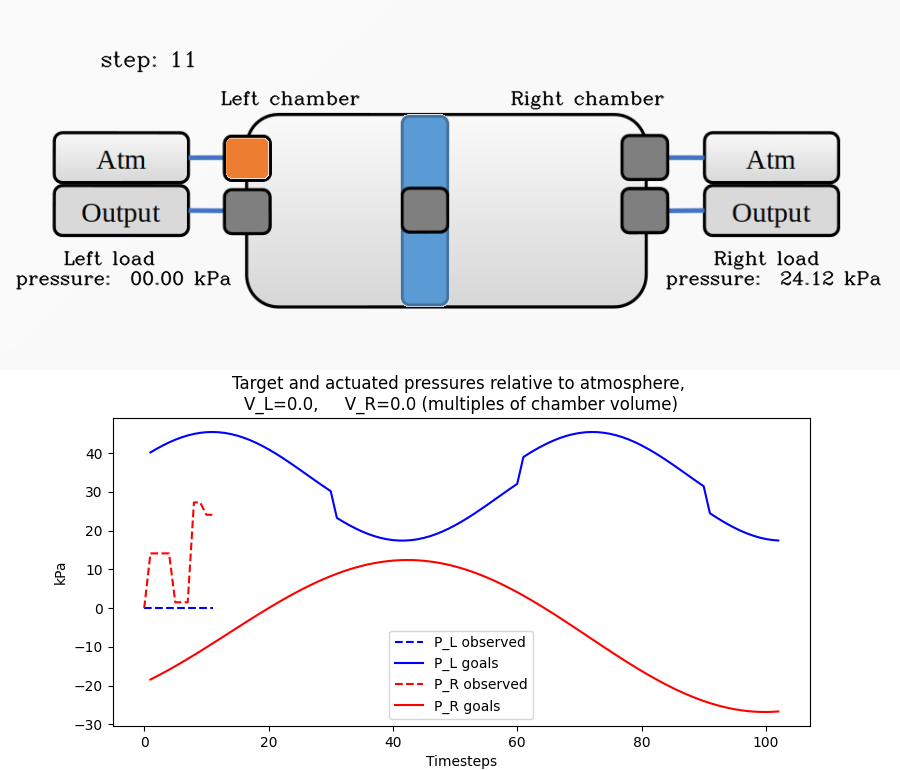 step: 11
Left chamber
Right chamber
Atm
Atm
Output
Output
Left load
pressure: 00.00 kPa
Right load
pressure: 24.12 kPa
Target and actuated pressures relative to atmosphere,
V_L=0.0, V_R=0.0 (multiples of chamber volume)
40
30
20
10
0
−10
−20
−30
kPa
P_L observed
P_L goals
P_R observed
P_R goals
0 20 40 60 80 100
Timesteps